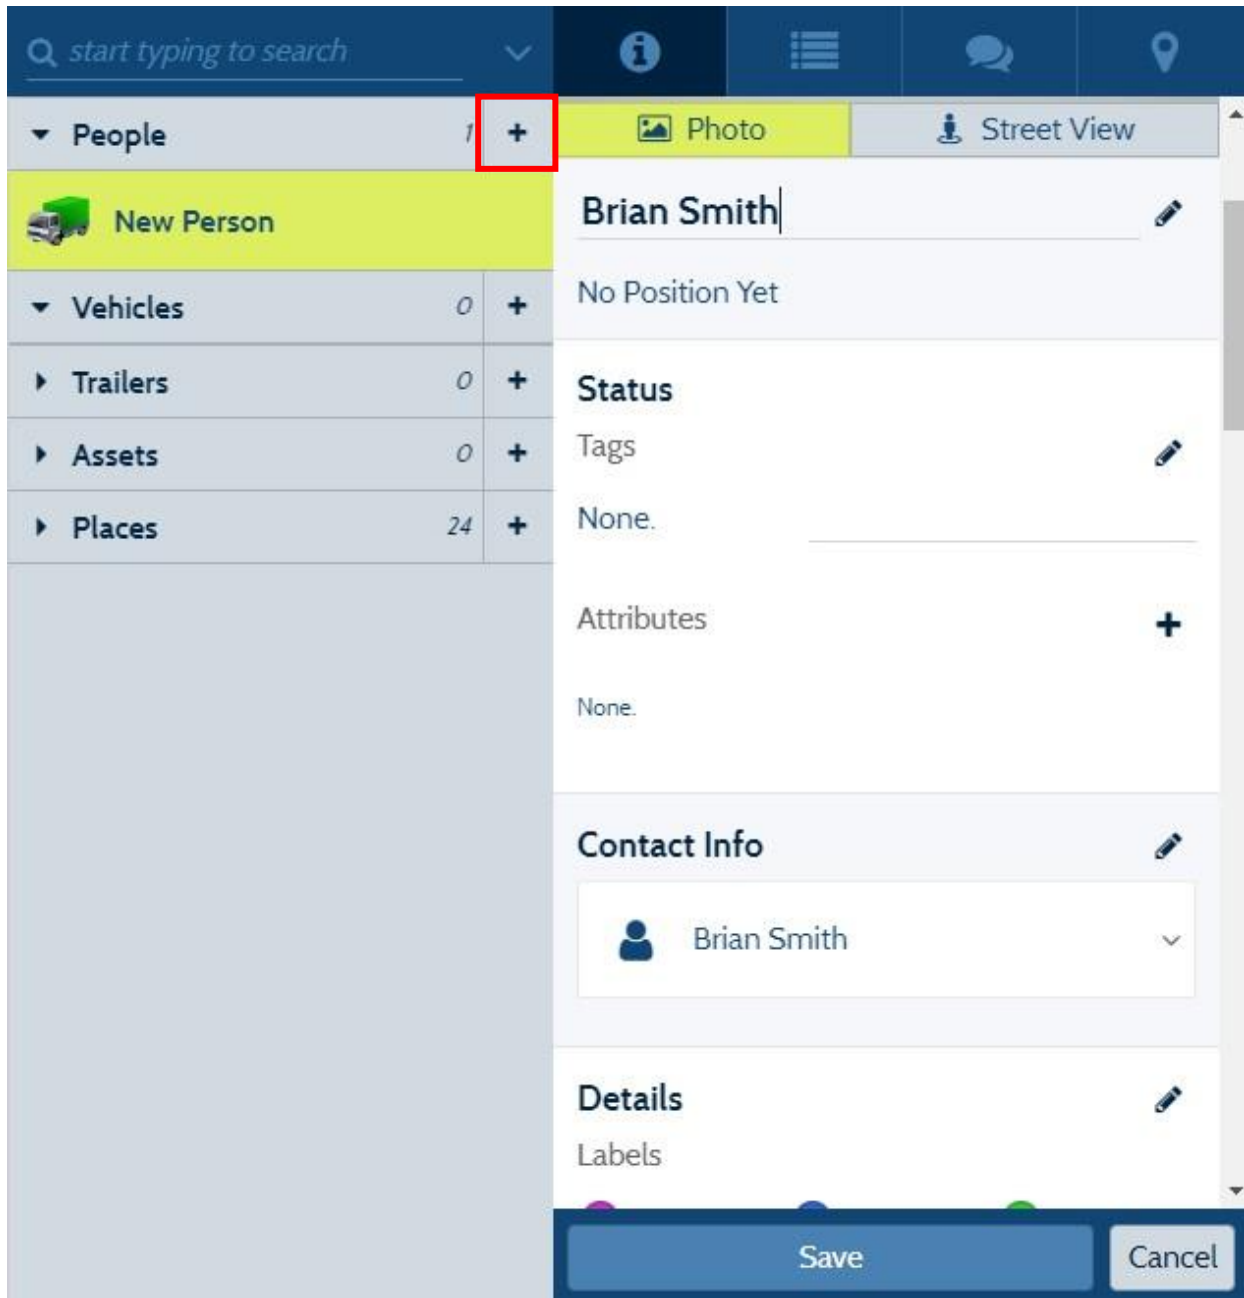 start typing to search
People 1
New Person
Vehicles 0
Trailers 0
Assets 0
Places 24
Photo
Street View
Brian Smith
No Position Yet
Status
Tags
None.
Attributes
None.
Contact Info
Brian Smith
Details
Labels
Save
Cancel